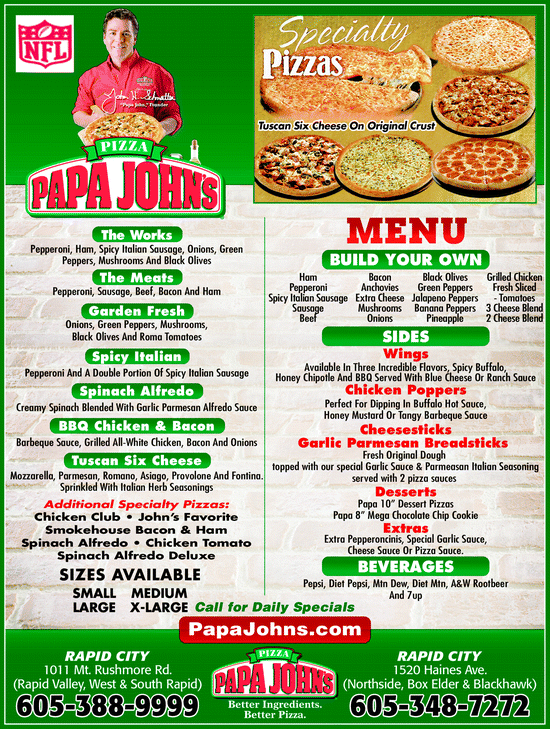 NFL
John H. Schnatter
"Papa John," Founder
PIZZA
PAPA JOHN'S
Specialty
Pizzas
Tuscan Six Cheese On Original Crust
The Works
Pepperoni, Ham, Spicy Italian Sausage, Onions, Green
Peppers, Mushrooms And Black Olives
The Meats
Pepperoni, Sausage, Beef, Bacon And Ham
Garden Fresh
Onions, Green Peppers, Mushrooms,
Black Olives And Roma Tomatoes
Spicy Italian
Pepperoni And A Double Portion Of Spicy Italian Sausage
Spinach Alfredo
Creamy Spinach Blended With Garlic Parmesan Alfredo Sauce
BBQ Chicken & Bacon
Barbeque Sauce, Grilled All-White Chicken, Bacon And Onions
Tuscan Six Cheese
Mozzarella, Parmesan, Romano, Asiago, Provolone And Fontina.
Sprinkled With Italian Herb Seasonings
Additional Specialty Pizzas:
Chicken Club • John's Favorite
Smokehouse Bacon & Ham
Spinach Alfredo • Chicken Tomato
Spinach Alfredo Deluxe
SIZES AVAILABLE
SMALL MEDIUM
LARGE X-LARGE Call for Daily Specials
MENU
BUILD YOUR OWN
Ham Bacon Black Olives Grilled Chicken
Pepperoni Anchovies Green Peppers Fresh Sliced
Spicy Italian Sausage Extra Cheese Jalapeno Peppers - Tomatoes
Sausage Mushrooms Banana Peppers 3 Cheese Blend
Beef Onions Pineapple 2 Cheese Blend
SIDES
Wings
Available In Three Incredible Flavors, Spicy Buffalo,
Honey Chipotle And BBQ Served With Blue Cheese Or Ranch Sauce
Chicken Poppers
Perfect For Dipping In Buffalo Hot Sauce,
Honey Mustard Or Tangy Barbeque Sauce
Cheesesticks
Garlic Parmesan Breadsticks
Fresh Original Dough
topped with our special Garlic Sauce & Parmeasan Italian Seasoning
served with 2 pizza sauces
Desserts
Papa 10" Dessert Pizzas
Papa 8" Mega Chocolate Chip Cookie
Extras
Extra Pepperoncinis, Special Garlic Sauce,
Cheese Sauce Or Pizza Sauce.
BEVERAGES
Pepsi, Diet Pepsi, Mtn Dew, Diet Mtn, A&W Rootbeer
And 7up
PapaJohns.com
RAPID CITY
1011 Mt. Rushmore Rd.
(Rapid Valley, West & South Rapid)
605-388-9999
PIZZA
PAPA JOHNS
Better Ingredients.
Better Pizza.
RAPID CITY
1520 Haines Ave.
(Northside, Box Elder & Blackhawk)
605-348-7272